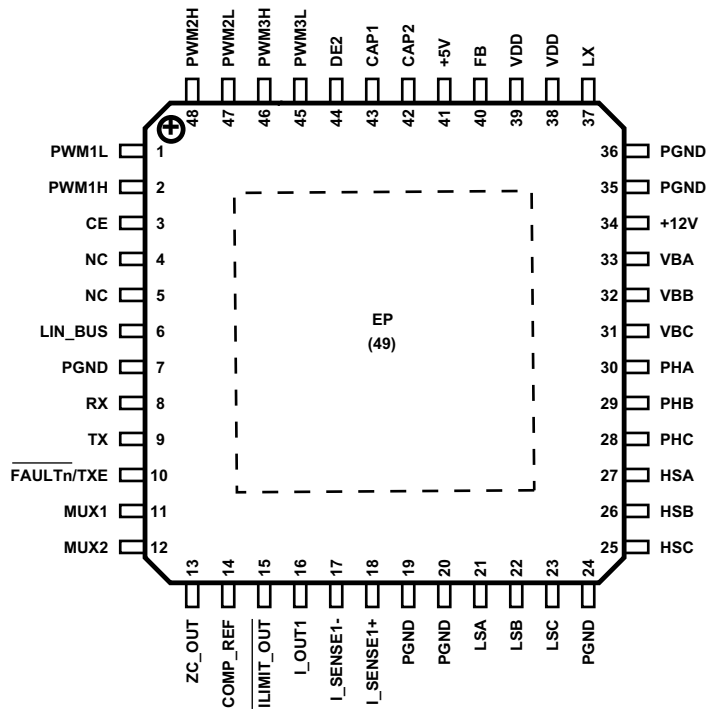 PWM2H PWM2L PWM3H PWM3L DE2 CAP1 CAP2 +5V FB VDD VDD LX
48 47 46 45 44 43 42 41 40 39 38 37
PWM1L 1 36 PGND
PWM1H 2 35 PGND
CE 3 34 +12V
NC 4 33 VBA
NC 5 32 VBB
LIN_BUS 6 31 VBC
EP
(49)
PGND 7 30 PHA
RX 8 29 PHB
TX 9 28 PHC
FAULTn/TXE 10 27 HSA
MUX1 11 26 HSB
MUX2 12 25 HSC
13 14 15 16 17 18 19 20 21 22 23 24
ZC_OUT COMP_REF ILIMIT_OUT I_OUT1 I_SENSE1- I_SENSE1+ PGND PGND LSA LSB LSC PGND